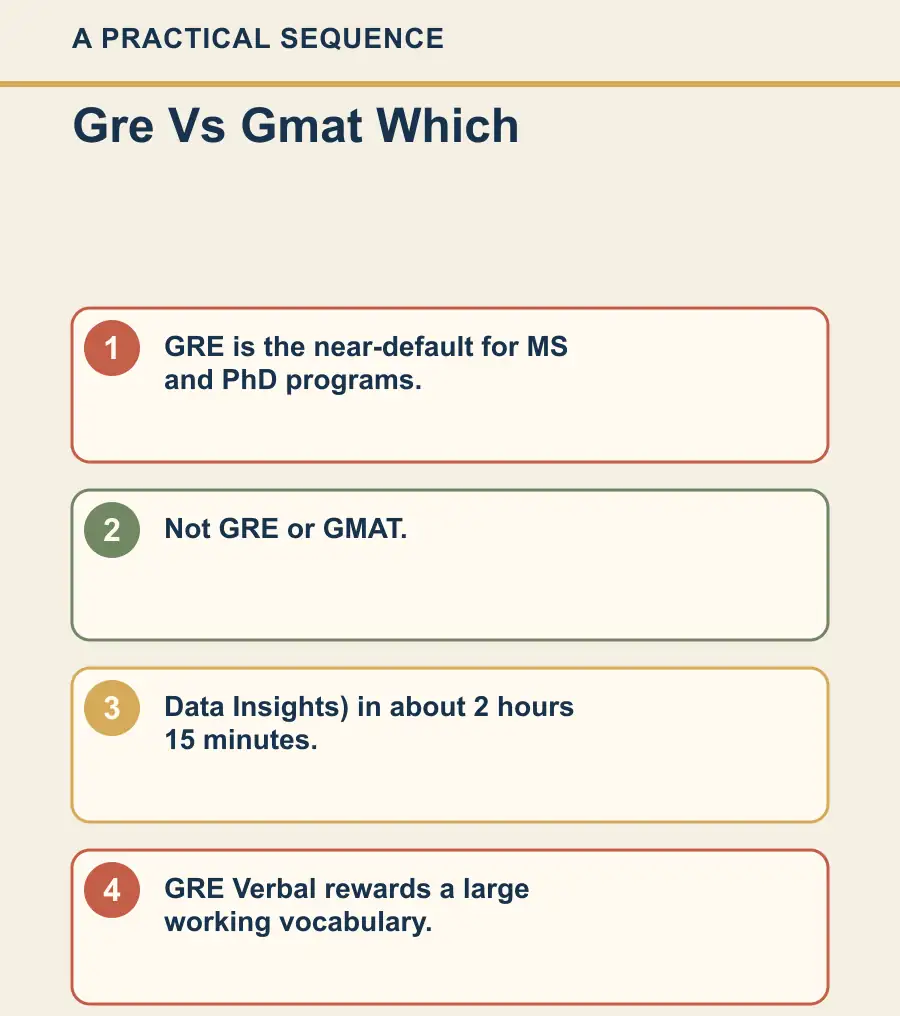 A PRACTICAL SEQUENCE
Gre Vs Gmat Which
1
GRE is the near-default for MS
and PhD programs.
2
Not GRE or GMAT.
3
Data Insights) in about 2 hours
15 minutes.
4
GRE Verbal rewards a large
working vocabulary.